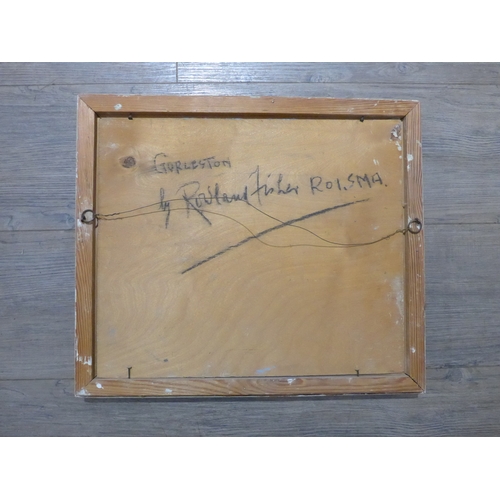 GORLESTON
by Rowland Fisher ROI.SMA.